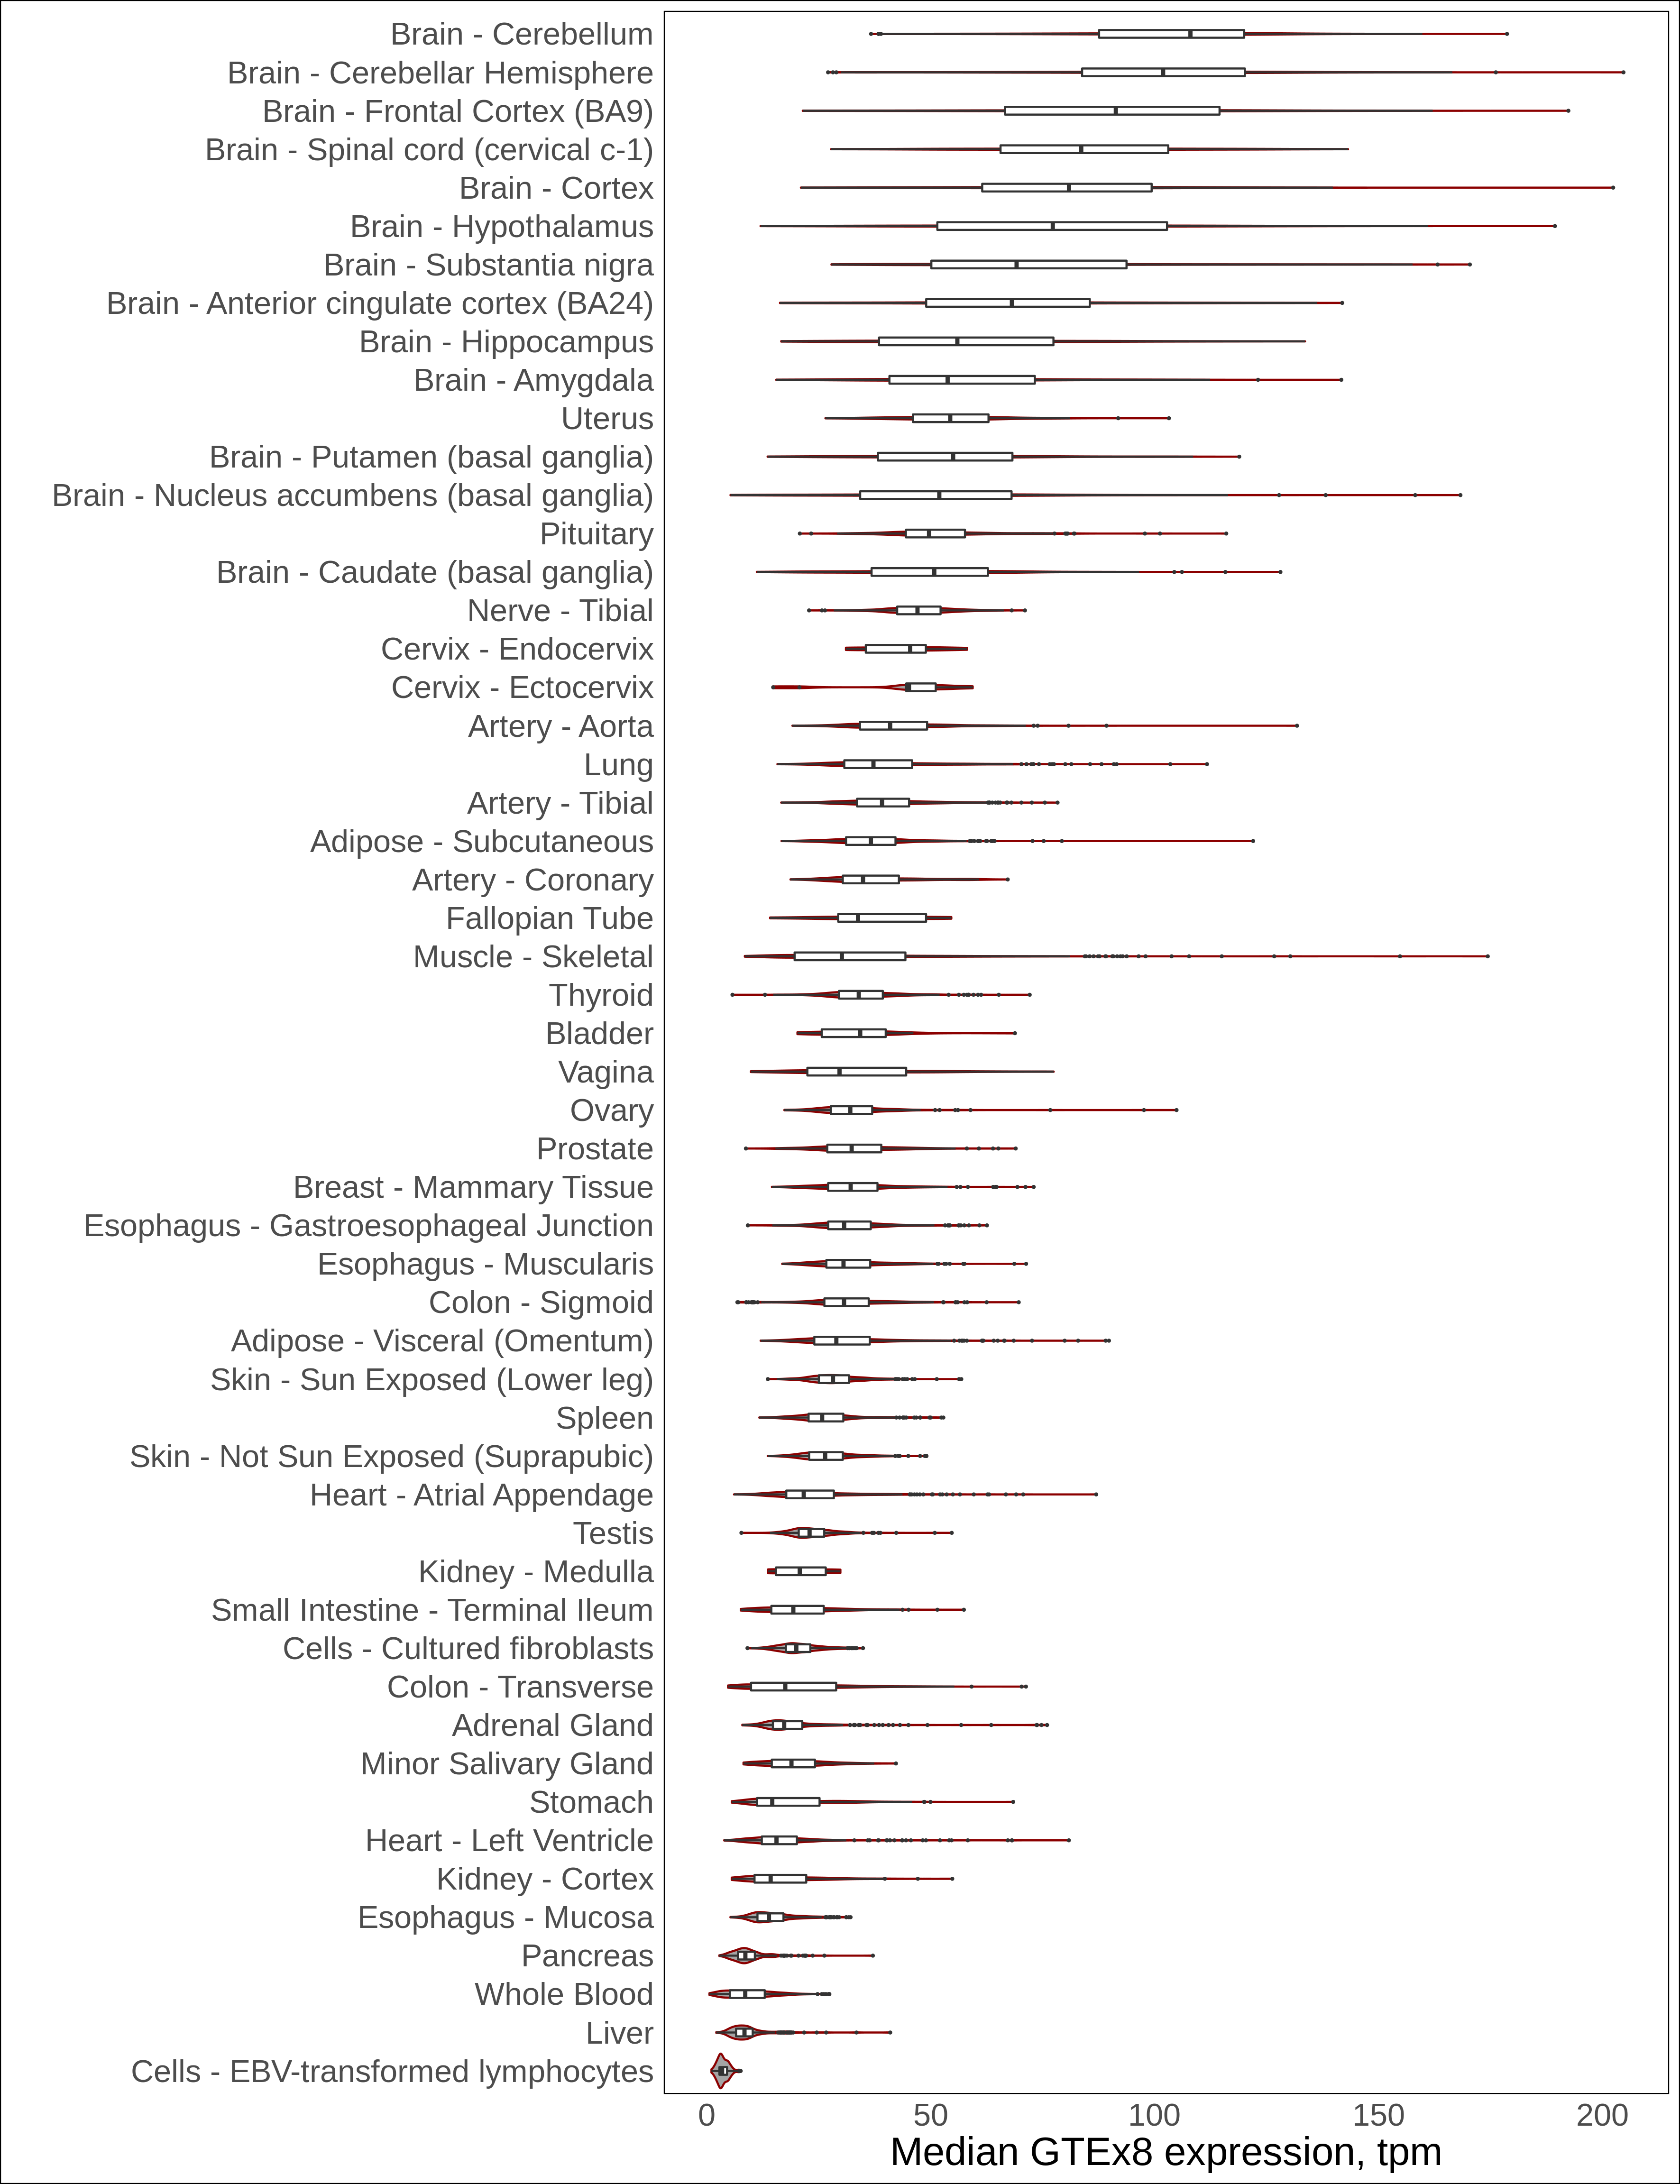 Brain - Cerebellum
Brain - Cerebellar Hemisphere
Brain - Frontal Cortex (BA9)
Brain - Spinal cord (cervical c-1)
Brain - Cortex
Brain - Hypothalamus
Brain - Substantia nigra
Brain - Anterior cingulate cortex (BA24)
Brain - Hippocampus
Brain - Amygdala
Uterus
Brain - Putamen (basal ganglia)
Brain - Nucleus accumbens (basal ganglia)
Pituitary
Brain - Caudate (basal ganglia)
Nerve - Tibial
Cervix - Endocervix
Cervix - Ectocervix
Artery - Aorta
Lung
Artery - Tibial
Adipose - Subcutaneous
Artery - Coronary
Fallopian Tube
Muscle - Skeletal
Thyroid
Bladder
Vagina
Ovary
Prostate
Breast - Mammary Tissue
Esophagus - Gastroesophageal Junction
Esophagus - Muscularis
Colon - Sigmoid
Adipose - Visceral (Omentum)
Skin - Sun Exposed (Lower leg)
Spleen
Skin - Not Sun Exposed (Suprapubic)
Heart - Atrial Appendage
Testis
Kidney - Medulla
Small Intestine - Terminal Ileum
Cells - Cultured fibroblasts
Colon - Transverse
Adrenal Gland
Minor Salivary Gland
Stomach
Heart - Left Ventricle
Kidney - Cortex
Esophagus - Mucosa
Pancreas
Whole Blood
Liver
Cells - EBV-transformed lymphocytes
0 50 100 150 200
Median GTEx8 expression, tpm